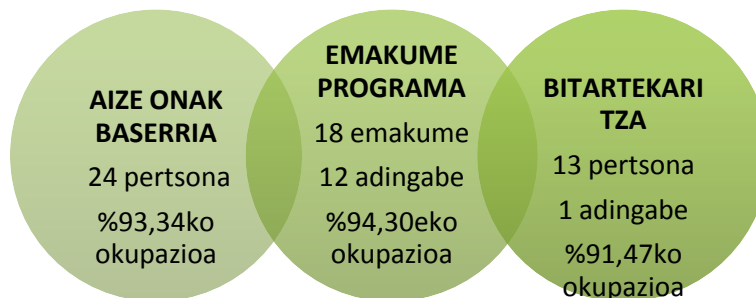 AIZE ONAK
BASERRIA
24 pertsona
%93,34ko
okupazioa
EMAKUME
PROGRAMA
18 emakume
12 adingabe
%94,30eko
okupazioa
BITARTEKARI
TZA
13 pertsona
1 adingabe
%91,47ko
okupazioa